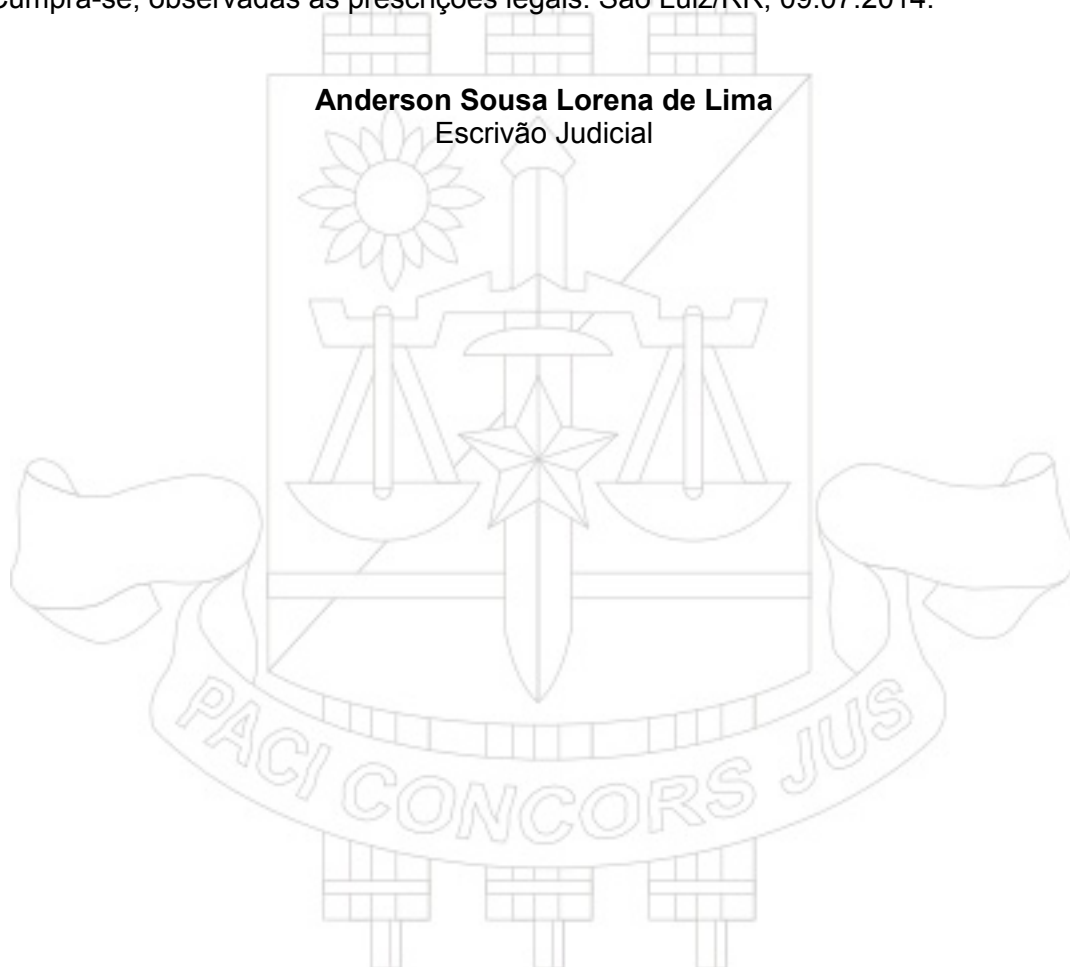 Cumpra-se, observadas as prescrições legais. São Luiz/RR, 09.07.2014.
Anderson Sousa Lorena de Lima
Escrivão Judicial
PACI CONCORS JUS